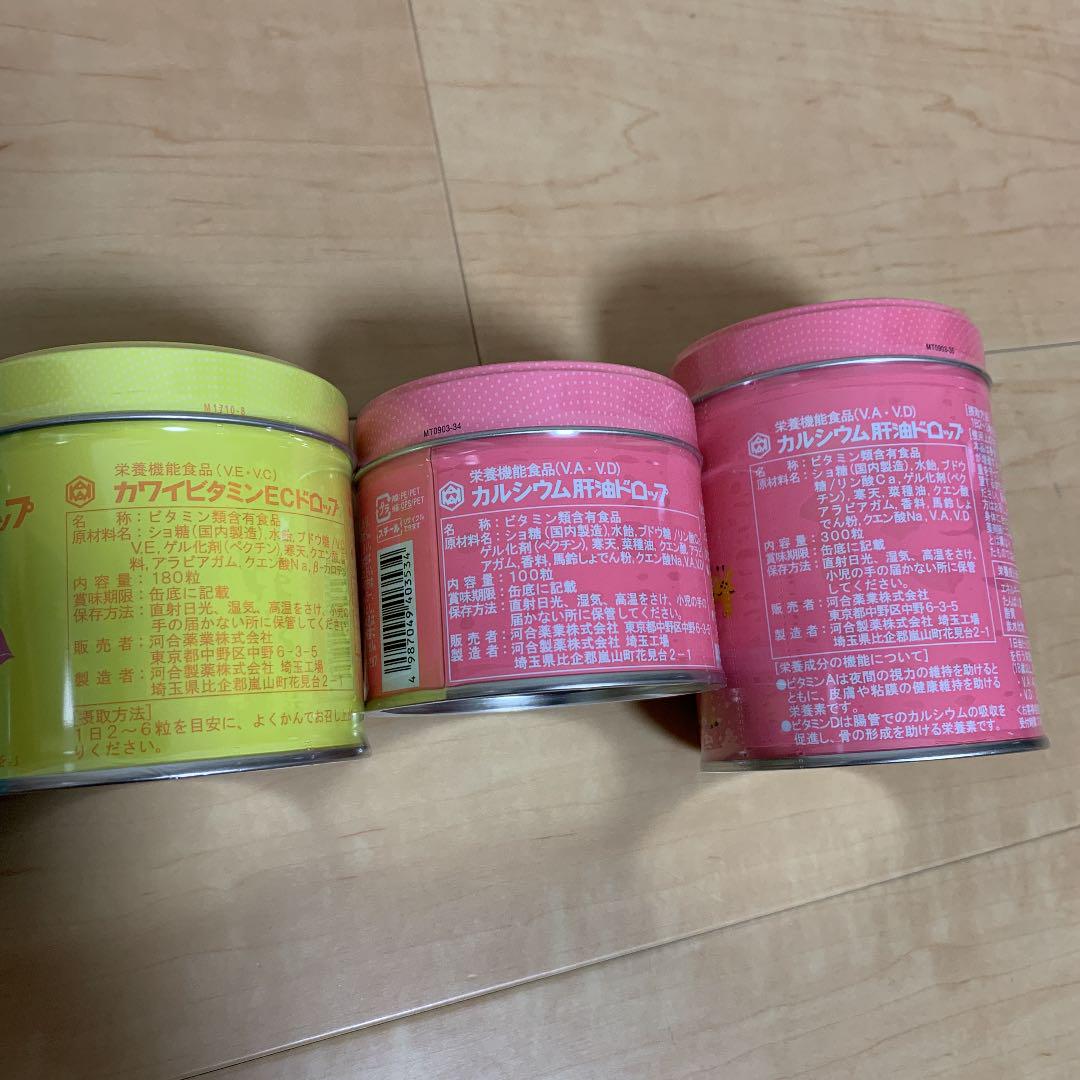 ップ
M1710-8
栄養機能食品(V.E・V.C)
カワイビタミンECドロップ
名 称:ビタミン類含有食品
原材料名:ショ糖(国内製造),水飴,ブドウ糖/V.C
V.E,ゲル化剤(ペクチン),寒天,クエン酸,
料,アラビアガム,クエン酸Na,β-カロテン
内容量:180粒
賞味期限:缶底に記載
保存方法:直射日光、湿気、高温をさけ、小児の
手の届かない所に保管してください。
販売者:河合薬業株式会社
東京都中野区中野6-3-5
製造者:河合製薬株式会社 埼玉工場
埼玉県比企郡嵐山町花見台2-1
[摂取方法]
1日2〜6粒を目安に、よくかんでお召し上
りください。
MT0903-34
プラ
スチール
4 987049 403534
栄養機能食品(V.A・V.D)
カルシウム肝油ドロップ
名 称:ビタミン類含有食品
原材料名:ショ糖(国内製造),水飴,ブドウ糖/リン酸Ca,
ゲル化剤(ペクチン),寒天,菜種油,クエン酸,アラビ
アガム,香料,馬鈴しょでん粉,クエン酸Na,V.A,V.D
内容量:100粒
賞味期限:缶底に記載
保存方法:直射日光、湿気、高温をさけ、小児の手の
届かない所に保管してください。
販売者:河合薬業株式会社 東京都中野区中野6-3-5
製造者:河合製薬株式会社 埼玉工場
埼玉県比企郡嵐山町花見台2-1
MT0903-35
栄養機能食品(V.A・V.D)
カルシウム肝油ドロップ
名 称:ビタミン類含有食品
原材料名:ショ糖(国内製造),水飴,ブドウ
糖/リン酸Ca,ゲル化剤(ペク
チン),寒天,菜種油,クエン酸,
アラビアガム,香料,馬鈴しょ
でん粉,クエン酸Na,V.A,V.D
内容量:300粒
賞味期限:缶底に記載
保存方法:直射日光、湿気、高温をさけ、
小児の手の届かない所に保管
してください。
販売者:河合薬業株式会社
東京都中野区中野6-3-5
製造者:河合製薬株式会社 埼玉工場
埼玉県比企郡嵐山町花見台2-1
[栄養成分の機能について]
●ビタミンAは夜間の視力の維持を助けると
ともに、皮膚や粘膜の健康維持を助ける
栄養素です。
●ビタミンDは腸管でのカルシウムの吸収を
促進し、骨の形成を助ける栄養素です。